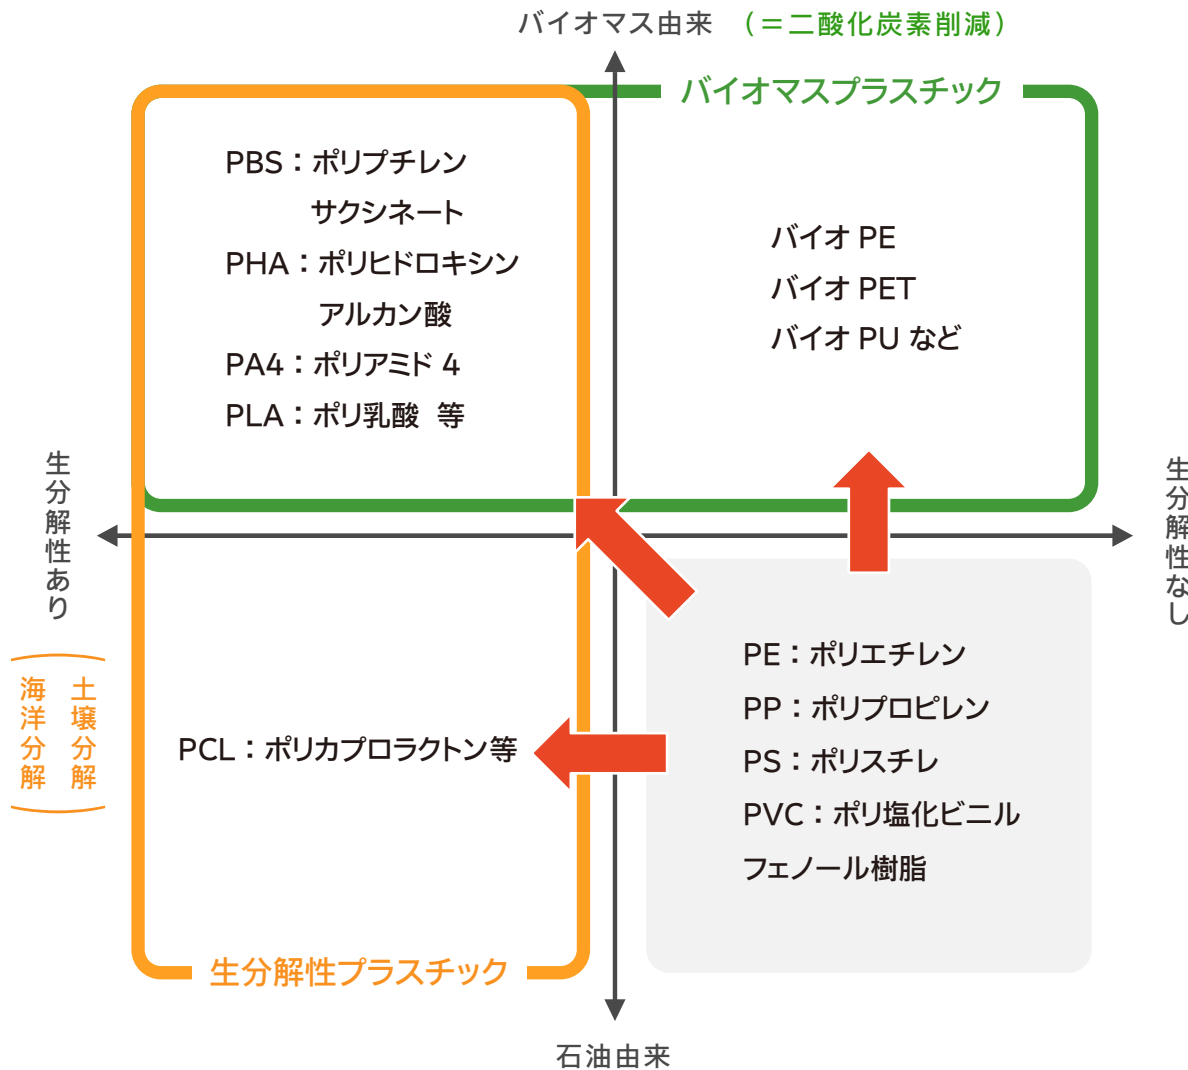 バイオマス由来 (＝二酸化炭素削減)
バイオマスプラスチック
PBS：ポリプチレン
サクシネート
PHA：ポリヒドロキシン
アルカン酸
PA4：ポリアミド 4
PLA：ポリ乳酸 等
バイオ PE
バイオ PET
バイオ PU など
生分解性あり
生分解性なし
土壌分解
海洋分解
PCL：ポリカプロラクトン等
PE：ポリエチレン
PP：ポリプロピレン
PS：ポリスチレ
PVC：ポリ塩化ビニル
フェノール樹脂
生分解性プラスチック
石油由来